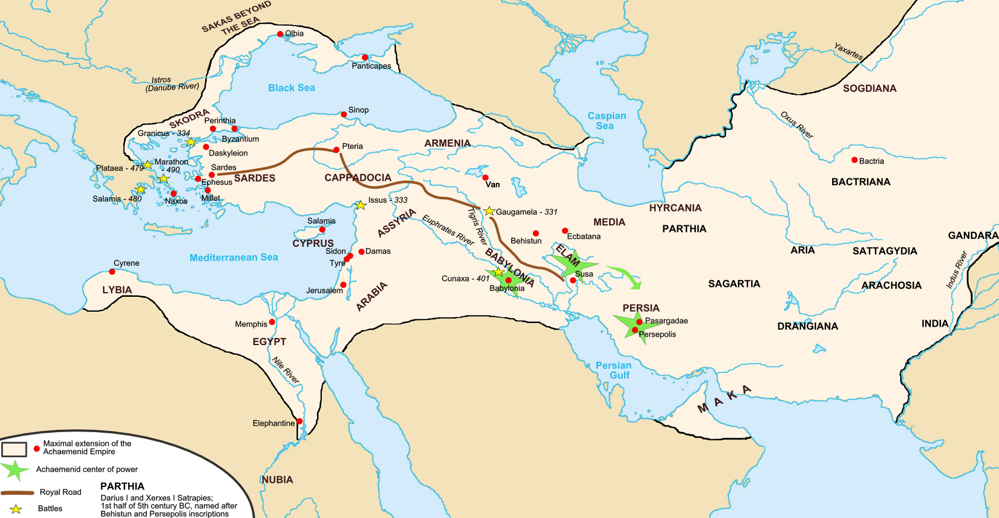 SAKAS BEYOND
THE SEA
Olbia
Panticapes
Yaxartes
Istros
(Danube River)
Black Sea
SOGDIANA
Caspian
Sea
Oxus River
SKODRA
Sinop
Perinthia
Granicus - 334
Byzantium
Daskyleion
Pteria
ARMENIA
Bactria
BACTRIANA
Marathon
- 490
Plataea - 479
Sardes
SARDES
Ephesus
CAPPADOCIA
Van
Salamis - 480
Naxos
Millet
Issus - 333
Gaugamela - 331
HYRCANIA
MEDIA
PARTHIA
Salamis
CYPRUS
ASSYRIA
Euphrates River
Tigris River
Behistun
Ecbatana
GANDARA
Mediterranean Sea
Sidon
Tyre
Damas
BABYLONIA
ELAM
ARIA
SATTAGYDIA
Cyrene
LYBIA
Jerusalem
ARABIA
Cunaxa - 401
Babylonia
Susa
SAGARTIA
ARACHOSIA
Indus River
Memphis
EGYPT
PERSIA
Pasargadae
Persepolis
DRANGIANA
INDIA
Nile River
Persian
Gulf
MAKA
Elephantine
NUBIA
Maximal extension of the
Achaemenid Empire
Achaemenid center of power
Royal Road
Battles
PARTHIA
Darius I and Xerxes I Satrapies;
1st half of 5th century BC, named after
Behistun and Persepolis inscriptions